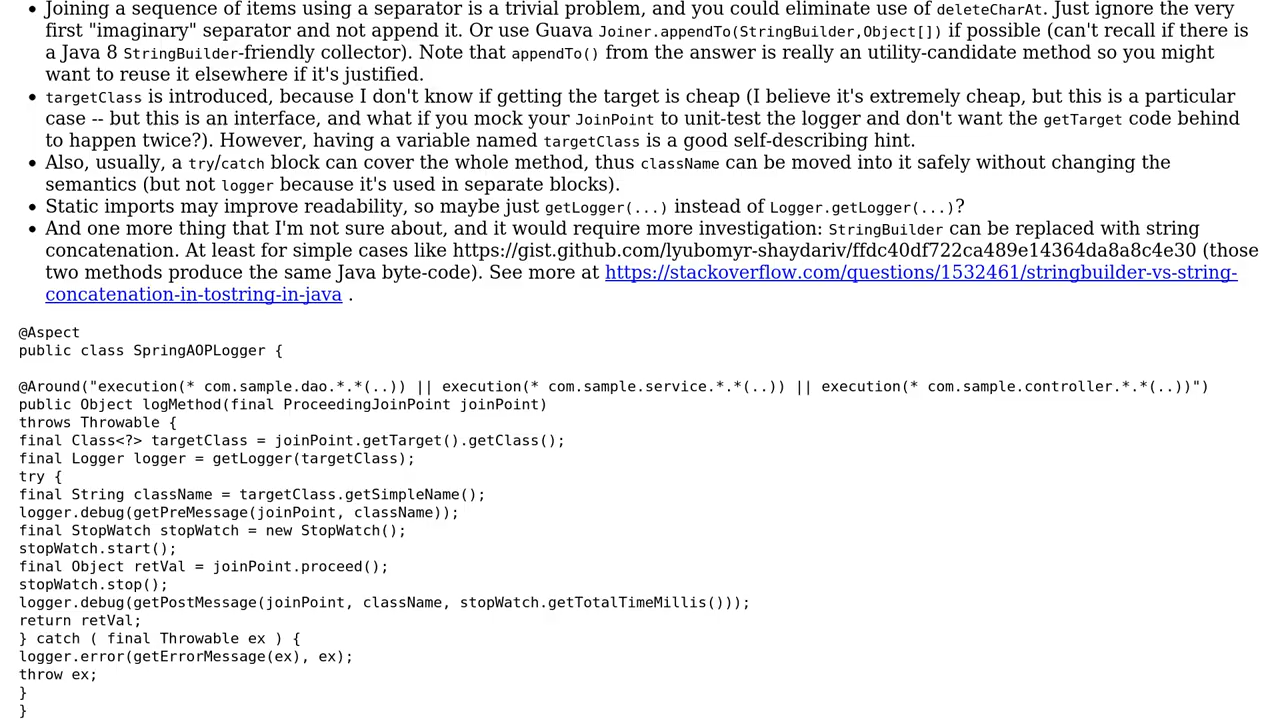 • Joining a sequence of items using a separator is a trivial problem, and you could eliminate use of deleteCharAt. Just ignore the very
first "imaginary" separator and not append it. Or use Guava Joiner.appendTo(StringBuilder,Object[]) if possible (can't recall if there is
a Java 8 StringBuilder-friendly collector). Note that appendTo() from the answer is really an utility-candidate method so you might
want to reuse it elsewhere if it's justified.
• targetClass is introduced, because I don't know if getting the target is cheap (I believe it's extremely cheap, but this is a particular
case -- but this is an interface, and what if you mock your JoinPoint to unit-test the logger and don't want the getTarget code behind
to happen twice?). However, having a variable named targetClass is a good self-describing hint.
• Also, usually, a try/catch block can cover the whole method, thus className can be moved into it safely without changing the
semantics (but not logger because it's used in separate blocks).
• Static imports may improve readability, so maybe just getLogger(...) instead of Logger.getLogger(...)?
• And one more thing that I'm not sure about, and it would require more investigation: StringBuilder can be replaced with string
concatenation. At least for simple cases like https://gist.github.com/lyubomyr-shaydariv/ffdc40df722ca489e14364da8a8c4e30 (those
two methods produce the same Java byte-code). See more at https://stackoverflow.com/questions/1532461/stringbuilder-vs-string-
concatenation-in-tostring-in-java .
@Aspect
public class SpringAOPLogger {
@Around("execution(* com.sample.dao.*.*(..)) || execution(* com.sample.service.*.*(..)) || execution(* com.sample.controller.*.*(..))")
public Object logMethod(final ProceedingJoinPoint joinPoint)
throws Throwable {
final Class<?> targetClass = joinPoint.getTarget().getClass();
final Logger logger = getLogger(targetClass);
try {
final String className = targetClass.getSimpleName();
logger.debug(getPreMessage(joinPoint, className));
final StopWatch stopWatch = new StopWatch();
stopWatch.start();
final Object retVal = joinPoint.proceed();
stopWatch.stop();
logger.debug(getPostMessage(joinPoint, className, stopWatch.getTotalTimeMillis()));
return retVal;
} catch ( final Throwable ex ) {
logger.error(getErrorMessage(ex), ex);
throw ex;
}
}